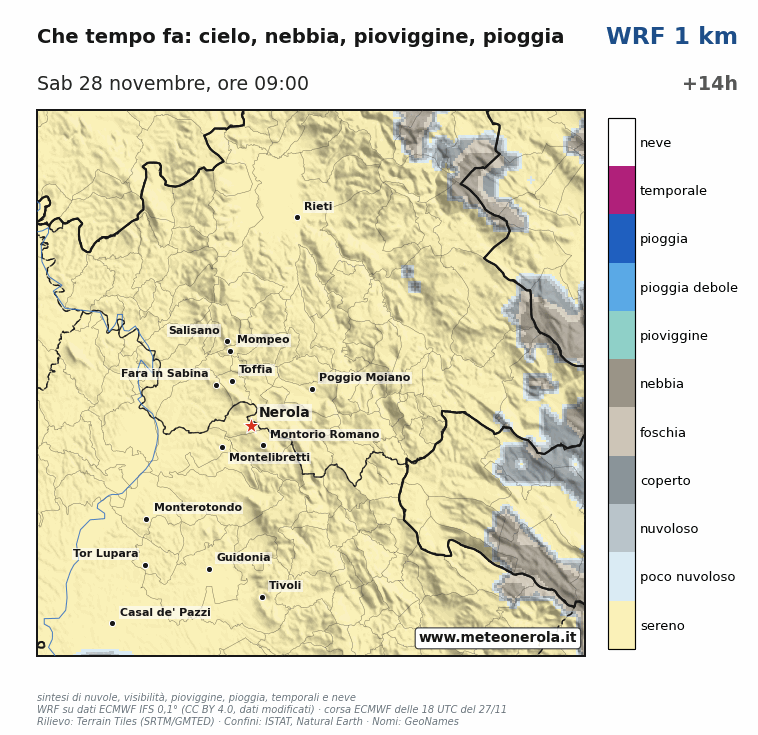 Che tempo fa: cielo, nebbia, pioviggine, pioggia
WRF 1 km
Sab 28 novembre, ore 09:00
+14h
neve
temporale
pioggia
pioggia debole
pioviggine
nebbia
foschia
coperto
nuvoloso
poco nuvoloso
sereno
Rieti
Salisano
Mompeo
Fara in Sabina
Toffia
Poggio Moiano
Nerola
Montorio Romano
Montelibretti
Monterotondo
Tor Lupara
Guidonia
Tivoli
Casal de' Pazzi
www.meteonerola.it
sintesi di nuvole, visibilità, pioviggine, pioggia, temporali e neve
WRF su dati ECMWF IFS 0,1° (CC BY 4.0, dati modificati) · corsa ECMWF delle 18 UTC del 27/11
Rilievo: Terrain Tiles (SRTM/GMTED) · Confini: ISTAT, Natural Earth · Nomi: GeoNames